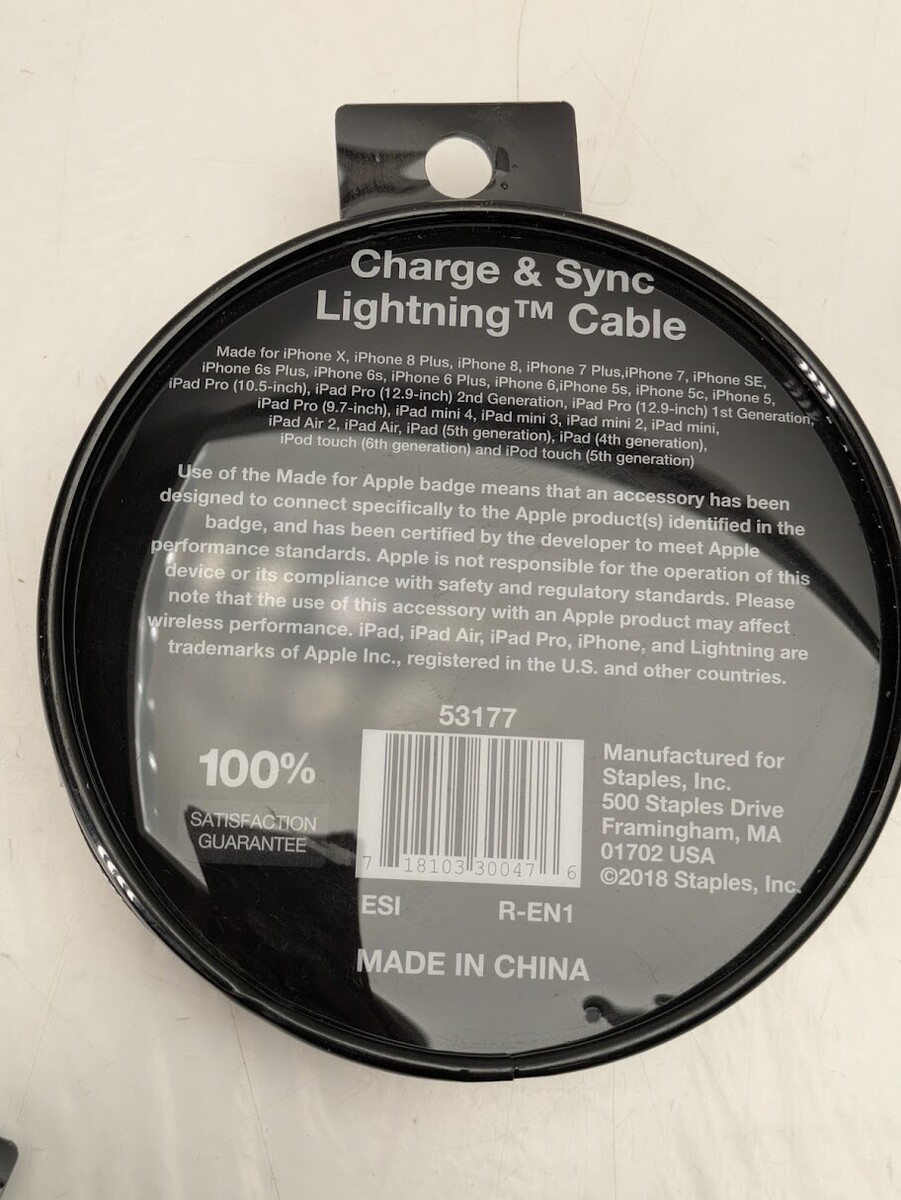 Charge & Sync
Lightning™ Cable
Made for iPhone X, iPhone 8 Plus, iPhone 8, iPhone 7 Plus,iPhone 7, iPhone SE,
iPhone 6s Plus, iPhone 6s, iPhone 6 Plus, iPhone 6,iPhone 5s, iPhone 5c, iPhone 5,
iPad Pro (10.5-inch), iPad Pro (12.9-inch) 2nd Generation, iPad Pro (12.9-inch) 1st Generation,
iPad Pro (9.7-inch), iPad mini 4, iPad mini 3, iPad mini 2, iPad mini,
iPad Air 2, iPad Air, iPad (5th generation), iPad (4th generation),
iPod touch (6th generation) and iPod touch (5th generation)
Use of the Made for Apple badge means that an accessory has been
designed to connect specifically to the Apple product(s) identified in the
badge, and has been certified by the developer to meet Apple
performance standards. Apple is not responsible for the operation of this
device or its compliance with safety and regulatory standards. Please
note that the use of this accessory with an Apple product may affect
wireless performance. iPad, iPad Air, iPad Pro, iPhone, and Lightning are
trademarks of Apple Inc., registered in the U.S. and other countries.
53177
100%
SATISFACTION
GUARANTEE
7 18103 30047 6
ESI R-EN1
Manufactured for
Staples, Inc.
500 Staples Drive
Framingham, MA
01702 USA
©2018 Staples, Inc.
MADE IN CHINA